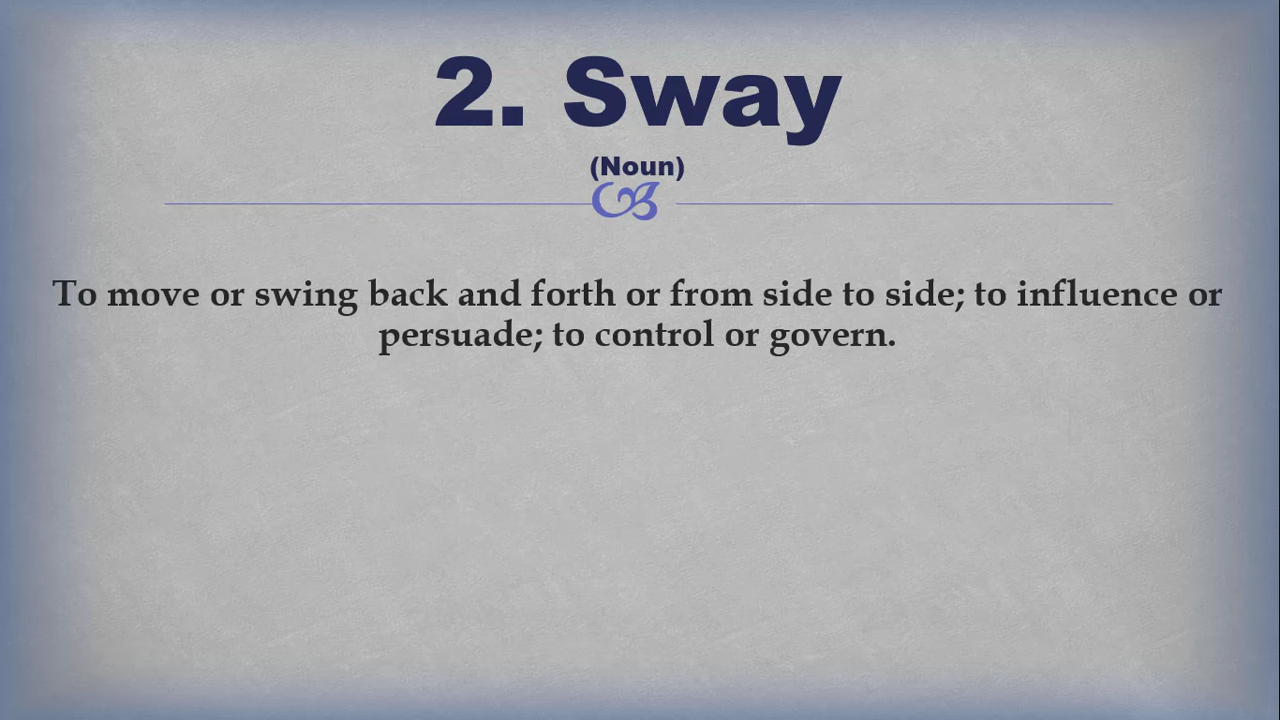 2. Sway
(Noun)
To move or swing back and forth or from side to side; to influence or
persuade; to control or govern.